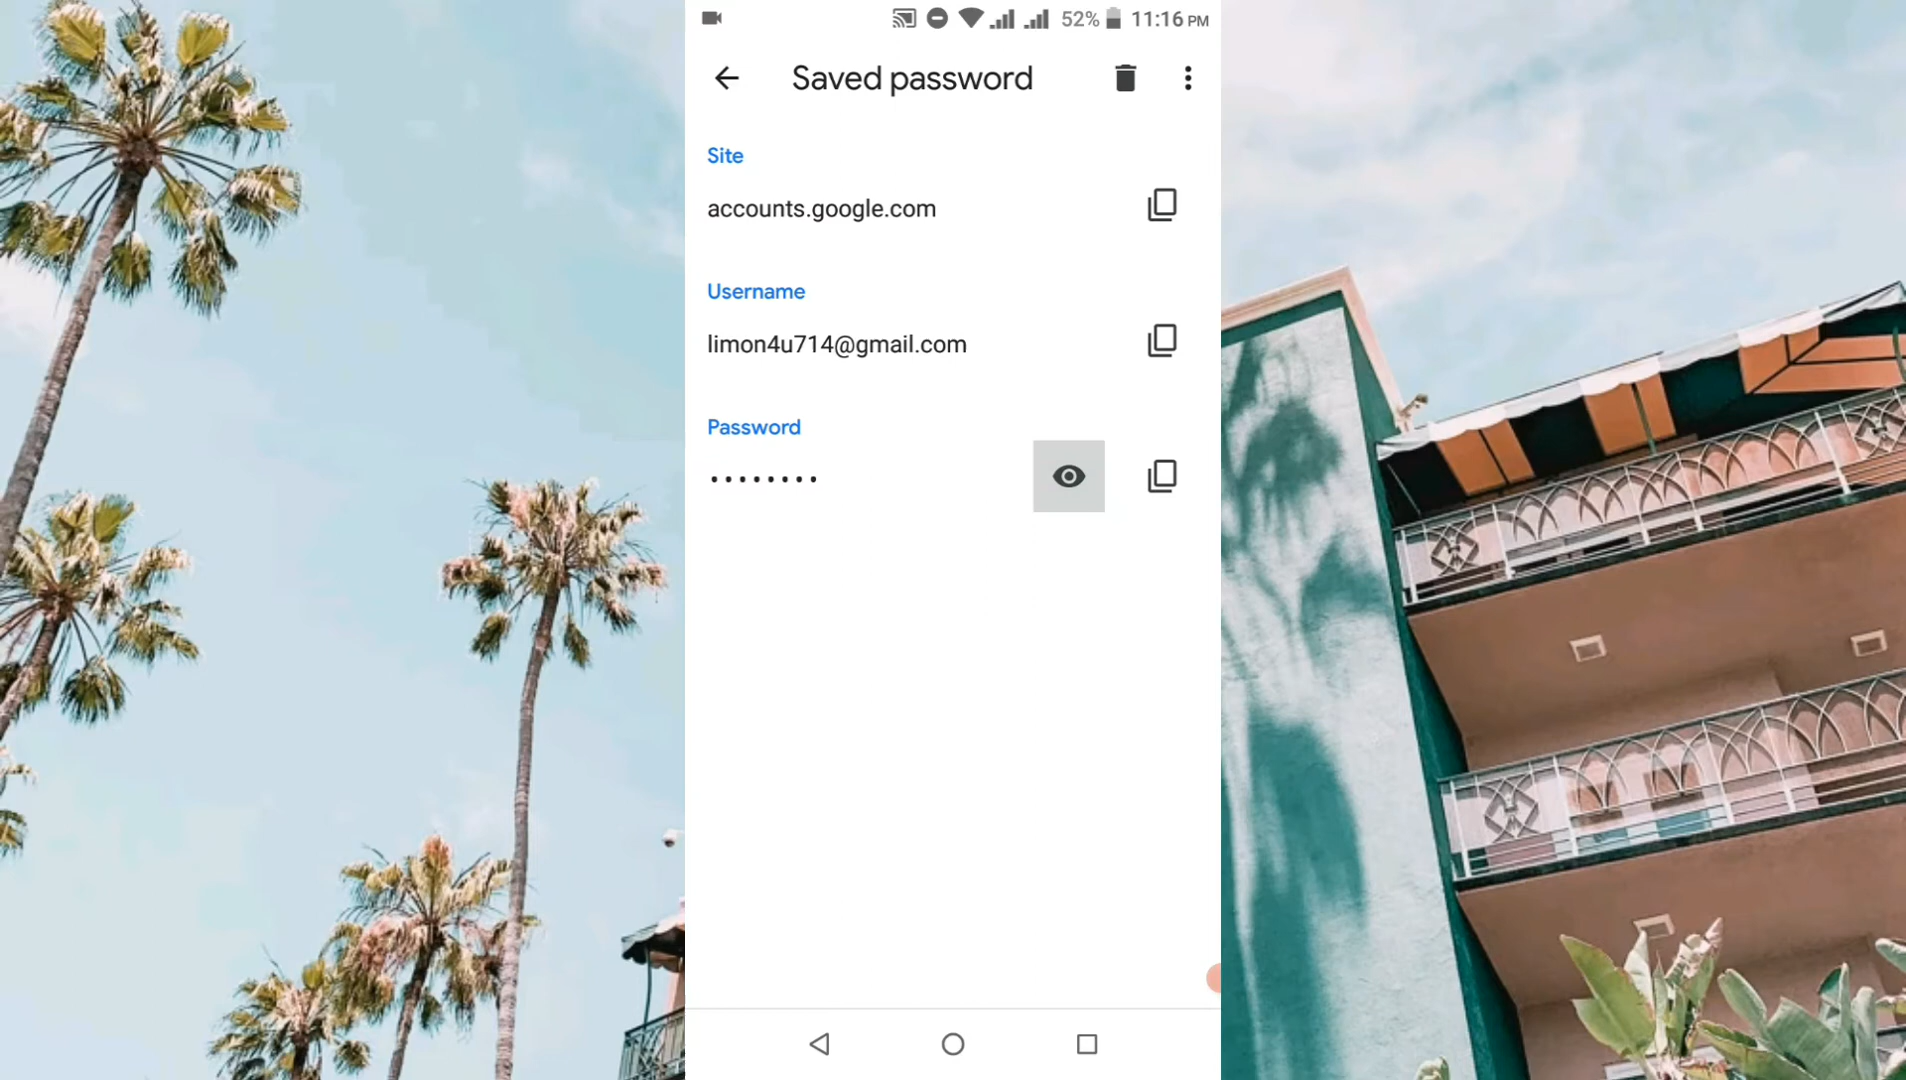 52% 11:16 PM
Saved password
Site
accounts.google.com
Username
limon4u714@gmail.com
Password
••••••••